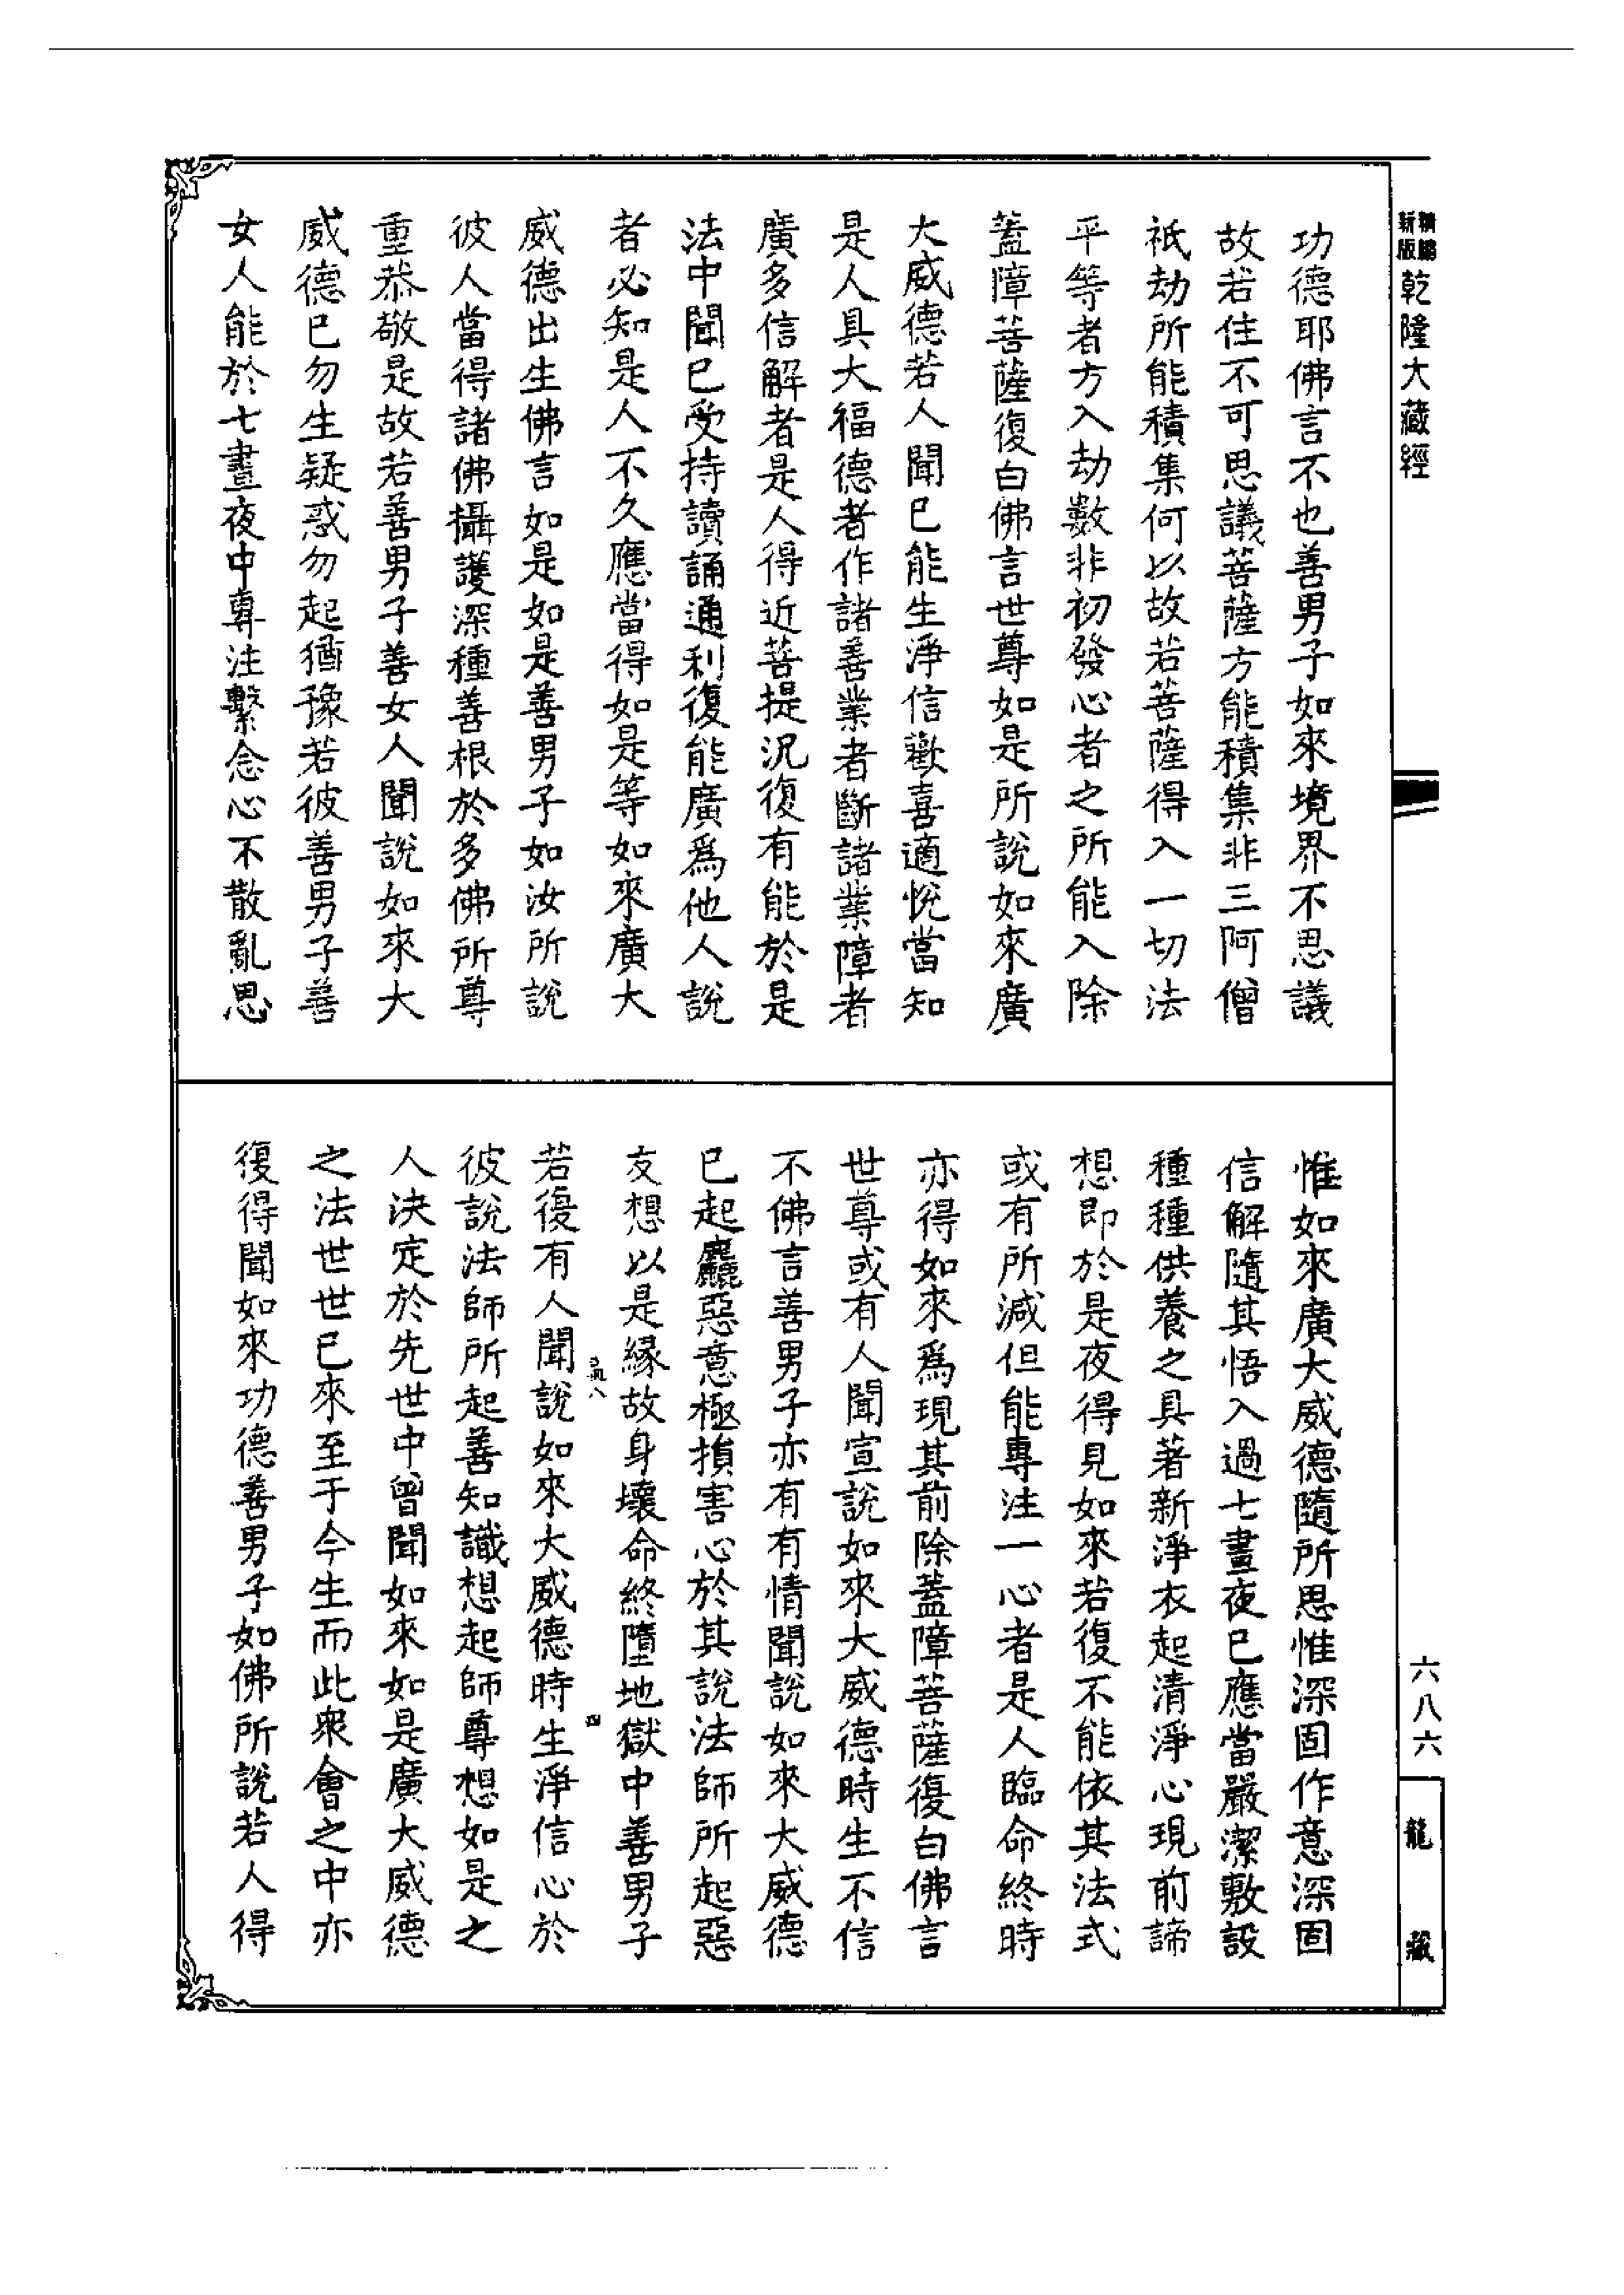 精鵬新版 乾隆大藏經
功德耶佛言不也善男子如來境界不思議
故若住不可思議菩薩方能積集非三阿僧
祇劫所能積集何以故若菩薩得入一切法
平等者方入劫數非初發心者之所能入除
蓋障菩薩復白佛言世尊如是所說如來廣
大威德若人聞已能生淨信歡喜適悅當知
是人具大福德者作諸善業者斷諸業障者
廣多信解者是人得近菩提況復有能於是
法中聞已受持讀誦通利復能廣爲他人說
者必知是人不久應當得如是等如來廣大
威德出生佛言如是如是善男子如汝所說
彼人當得諸佛攝護深種善根於多佛所尊
重恭敬是故若善男子善女人聞說如來大
威德已勿生疑惑勿起猶豫若彼善男子善
女人能於七晝夜中專注繫念心不散亂思
惟如來廣大威德隨所思惟深固作意深固
信解隨其悟入過七晝夜已應當嚴潔敷設
種種供養之具著新淨衣起清淨心現前諦
想即於是夜得見如來若復不能依其法式
或有所減但能專注一心者是人臨命終時
亦得如來爲現其前除蓋障菩薩復白佛言
世尊或有人聞宣說如來大威德時生不信
不佛言善男子亦有有情聞說如來大威德
已起麤惡意極損害心於其說法師所起惡
友想以是緣故身壞命終墮地獄中善男子
若復有人聞說如來大威德時生淨信心於
彼說法師所起善知識想起師尊想如是之
人決定於先世中曾聞如來如是廣大威德
之法世世已來至于今生而此衆會之中亦
復得聞如來功德善男子如佛所說若人得
六八六
龍藏